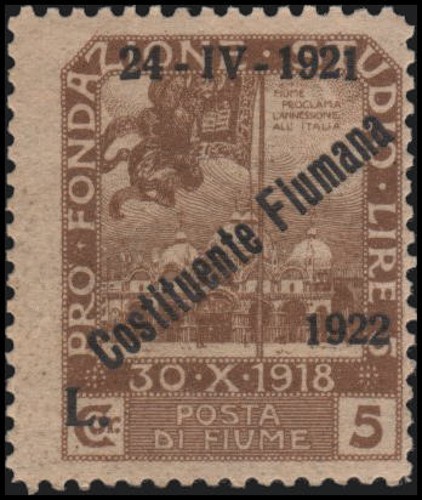 24 - IV - 1921
PRO · FONDAZIONE · STUDIO · LIRE
FIUME
PROCLAMA
L'ANNESSIONE
ALL' ITALIA
Costituente Fiumana
1922
30 · X · 1918
L.
POSTA
DI FIUME
5